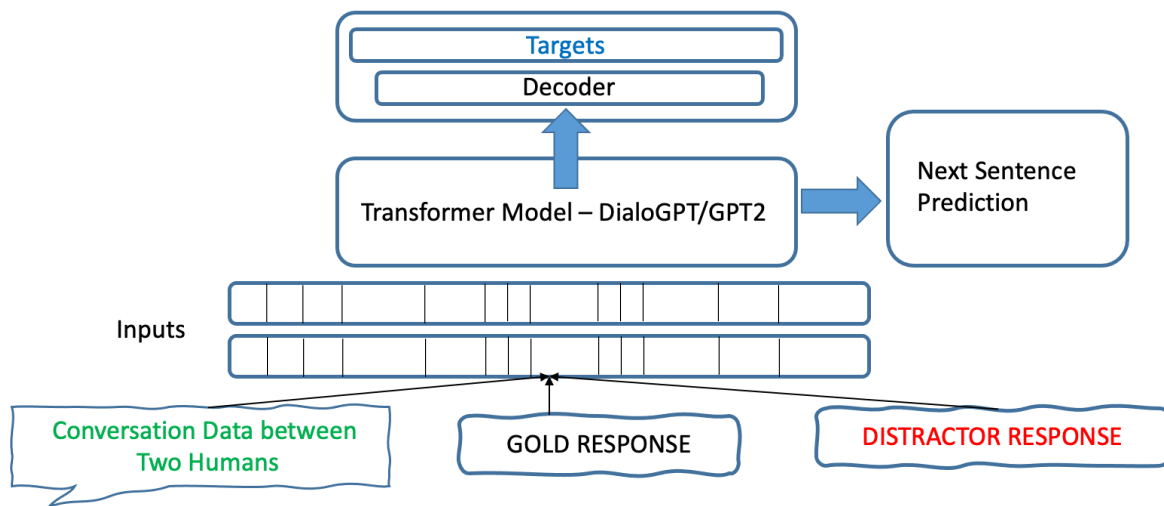 Targets
Decoder
Transformer Model – DialoGPT/GPT2
Next Sentence
Prediction
Inputs
Conversation Data between
Two Humans
GOLD RESPONSE
DISTRACTOR RESPONSE